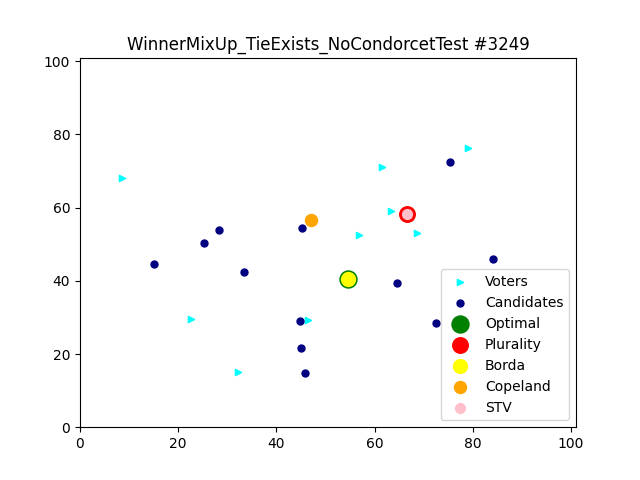 WinnerMixUp_TieExists_NoCondorcetTest #3249
100
80
60
40
20
0
0 20 40 60 80 100
Voters
Candidates
Optimal
Plurality
Borda
Copeland
STV